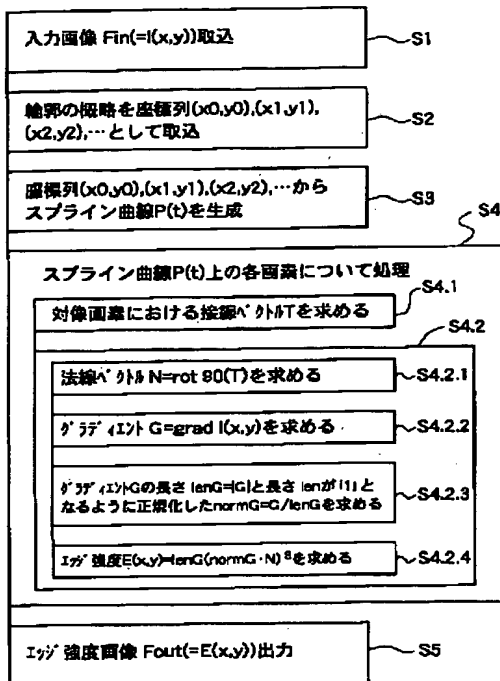 入力画像 Fin(=I(x,y))取込
S1
輪郭の概略を座標列(x0,y0),(x1,y1),
(x2,y2),…として取込
S2
座標列(x0,y0),(x1,y1),(x2,y2),…から
スプライン曲線P(t)を生成
S3
S4
スプライン曲線P(t)上の各画素について処理
S4.1
対像画素における接線ベクトルTを求める
S4.2
法線ベクトル N=rot 90(T)を求める
S4.2.1
グラディエント G=grad I(x,y)を求める
S4.2.2
グラディエントGの長さ lenG=|G|と長さ lenが「1」と
なるように正規化したnormG=G/lenGを求める
S4.2.3
エッジ強度E(x,y)=lenG(normG・N)ᵃを求める
S4.2.4
エッジ強度画像 Fout(=E(x,y))出力
S5